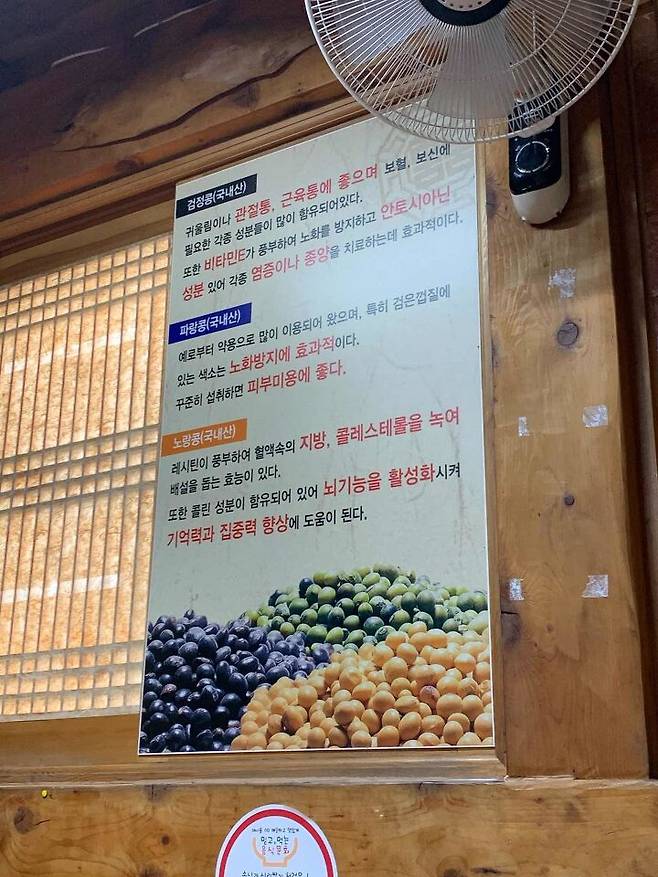 검정콩(국내산)
귀울림이나 관절통, 근육통에 좋으며 보혈, 보신에
필요한 각종 성분들이 많이 함유되어있다.
또한 비타민E가 풍부하여 노화를 방지하고 안토시아닌
성분 있어 각종 염증이나 종양을 치료하는데 효과적이다.
파랑콩(국내산)
예로부터 약용으로 많이 이용되어 왔으며, 특히 검은껍질에
있는 색소는 노화방지에 효과적이다.
꾸준히 섭취하면 피부미용에 좋다.
노랑콩(국내산)
레시틴이 풍부하여 혈액속의 지방, 콜레스테롤을 녹여
배설을 돕는 효능이 있다.
또한 콜린 성분이 함유되어 있어 뇌기능을 활성화시켜
기억력과 집중력 향상에 도움이 된다.
믿고, 먹는
음식문화